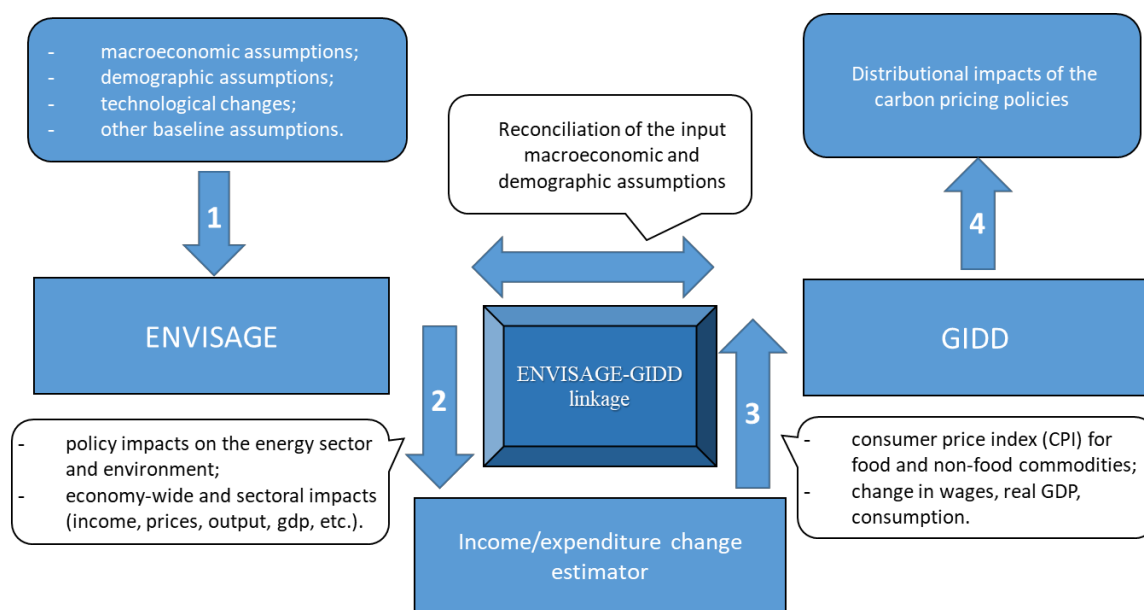 - macroeconomic assumptions;
- demographic assumptions;
- technological changes;
- other baseline assumptions.
Distributional impacts of the
carbon pricing policies
Reconciliation of the input
macroeconomic and
demographic assumptions
1
4
ENVISAGE
GIDD
ENVISAGE-GIDD
linkage
2
3
- policy impacts on the energy sector
and environment;
- economy-wide and sectoral impacts
(income, prices, output, gdp, etc.).
- consumer price index (CPI) for
food and non-food commodities;
- change in wages, real GDP,
consumption.
Income/expenditure change
estimator